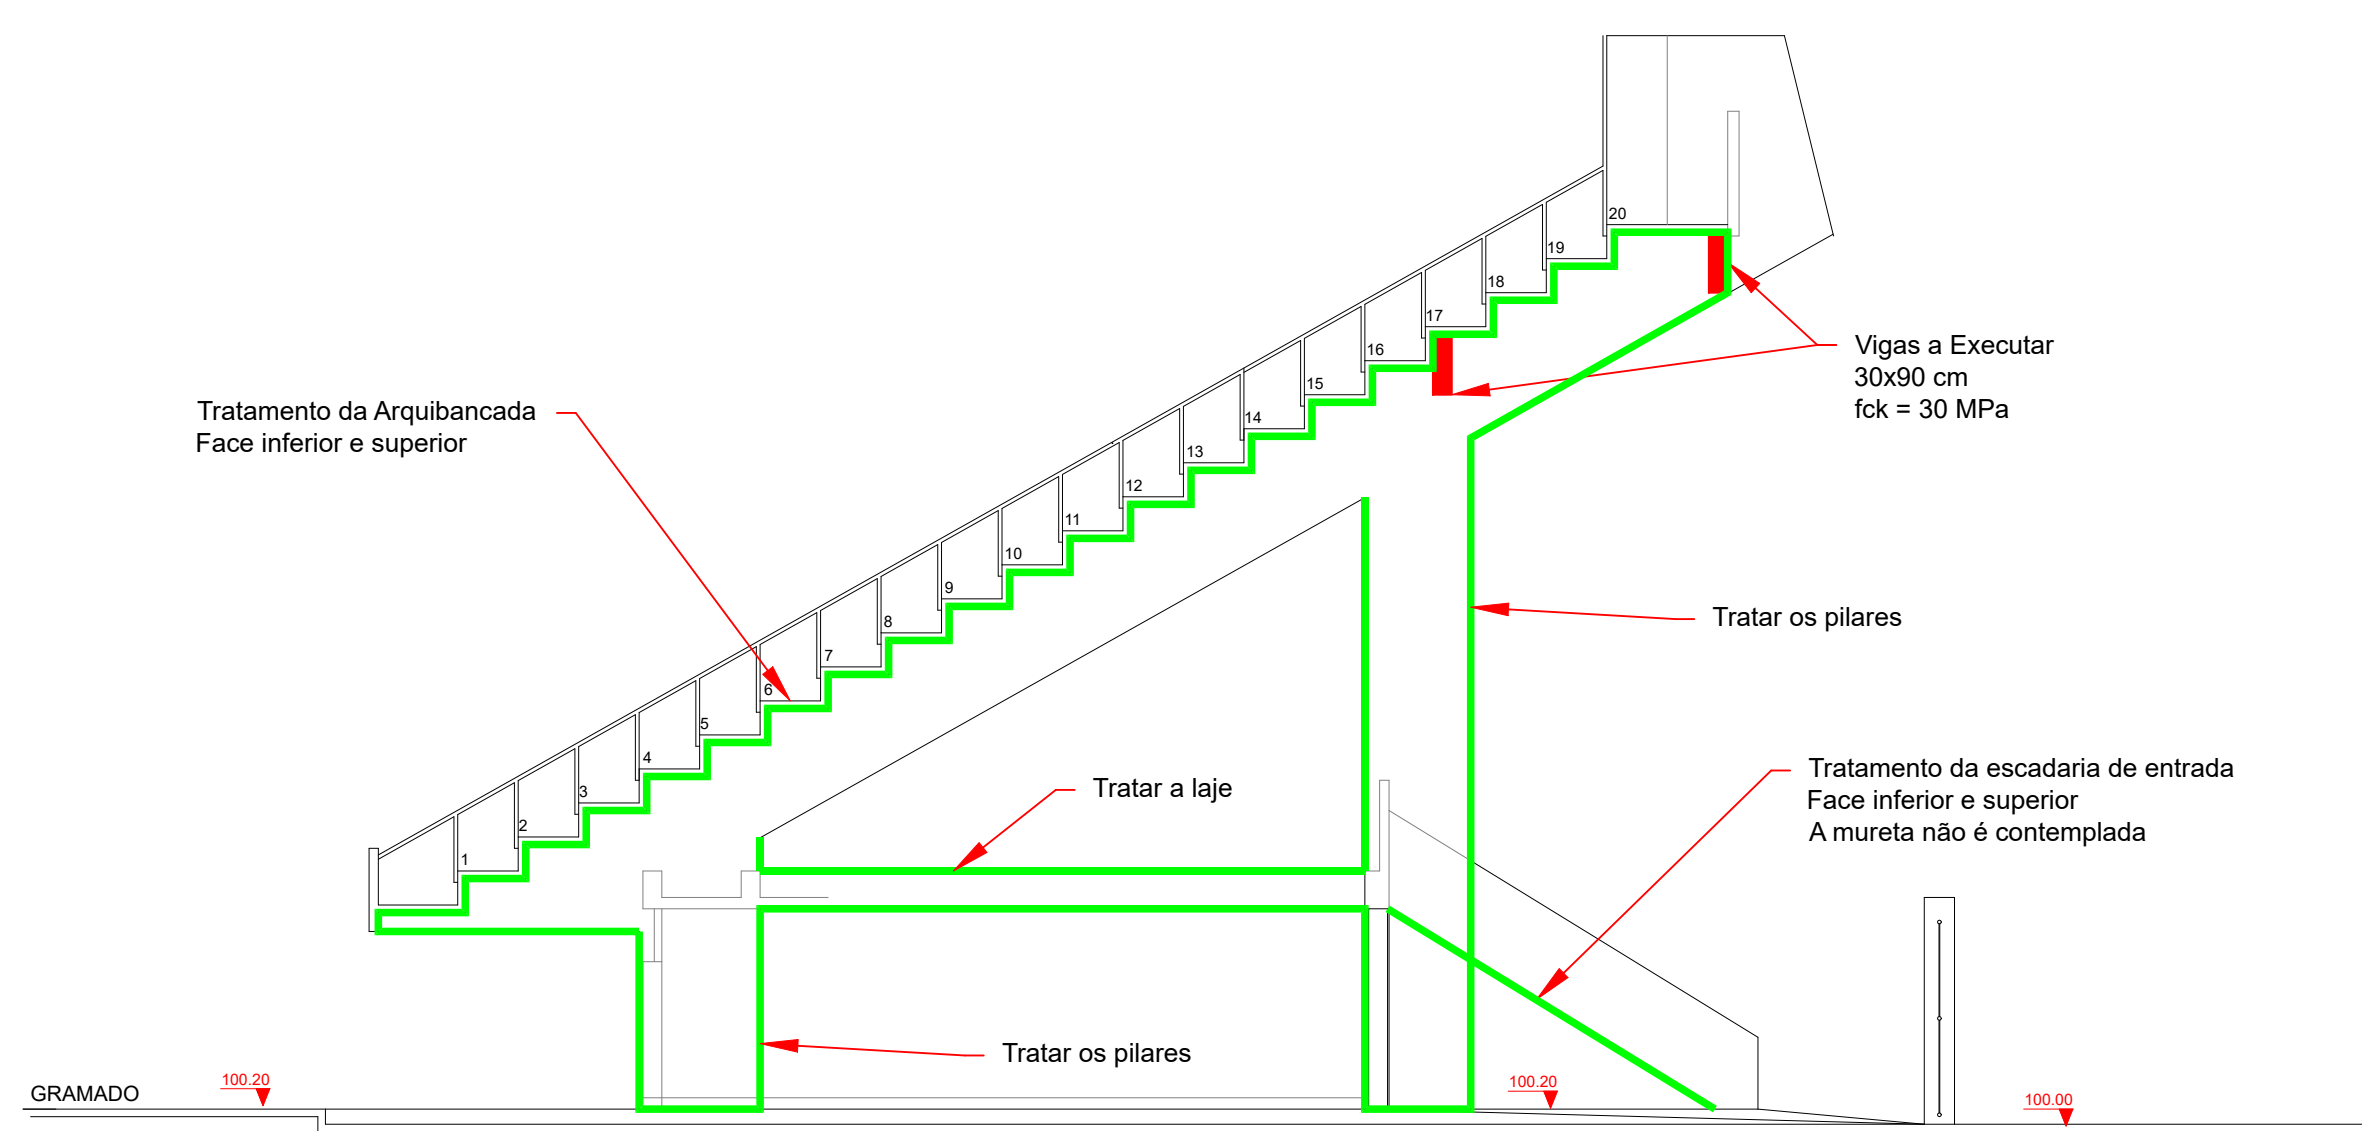 20
19
18
17
16
15
14
13
12
11
10
9
8
7
6
5
4
3
2
1
Vigas a Executar
30x90 cm
fck = 30 MPa
Tratamento da Arquibancada
Face inferior e superior
Tratar os pilares
Tratar a laje
Tratamento da escadaria de entrada
Face inferior e superior
A mureta não é contemplada
Tratar os pilares
GRAMADO
100.20
100.20
100.00